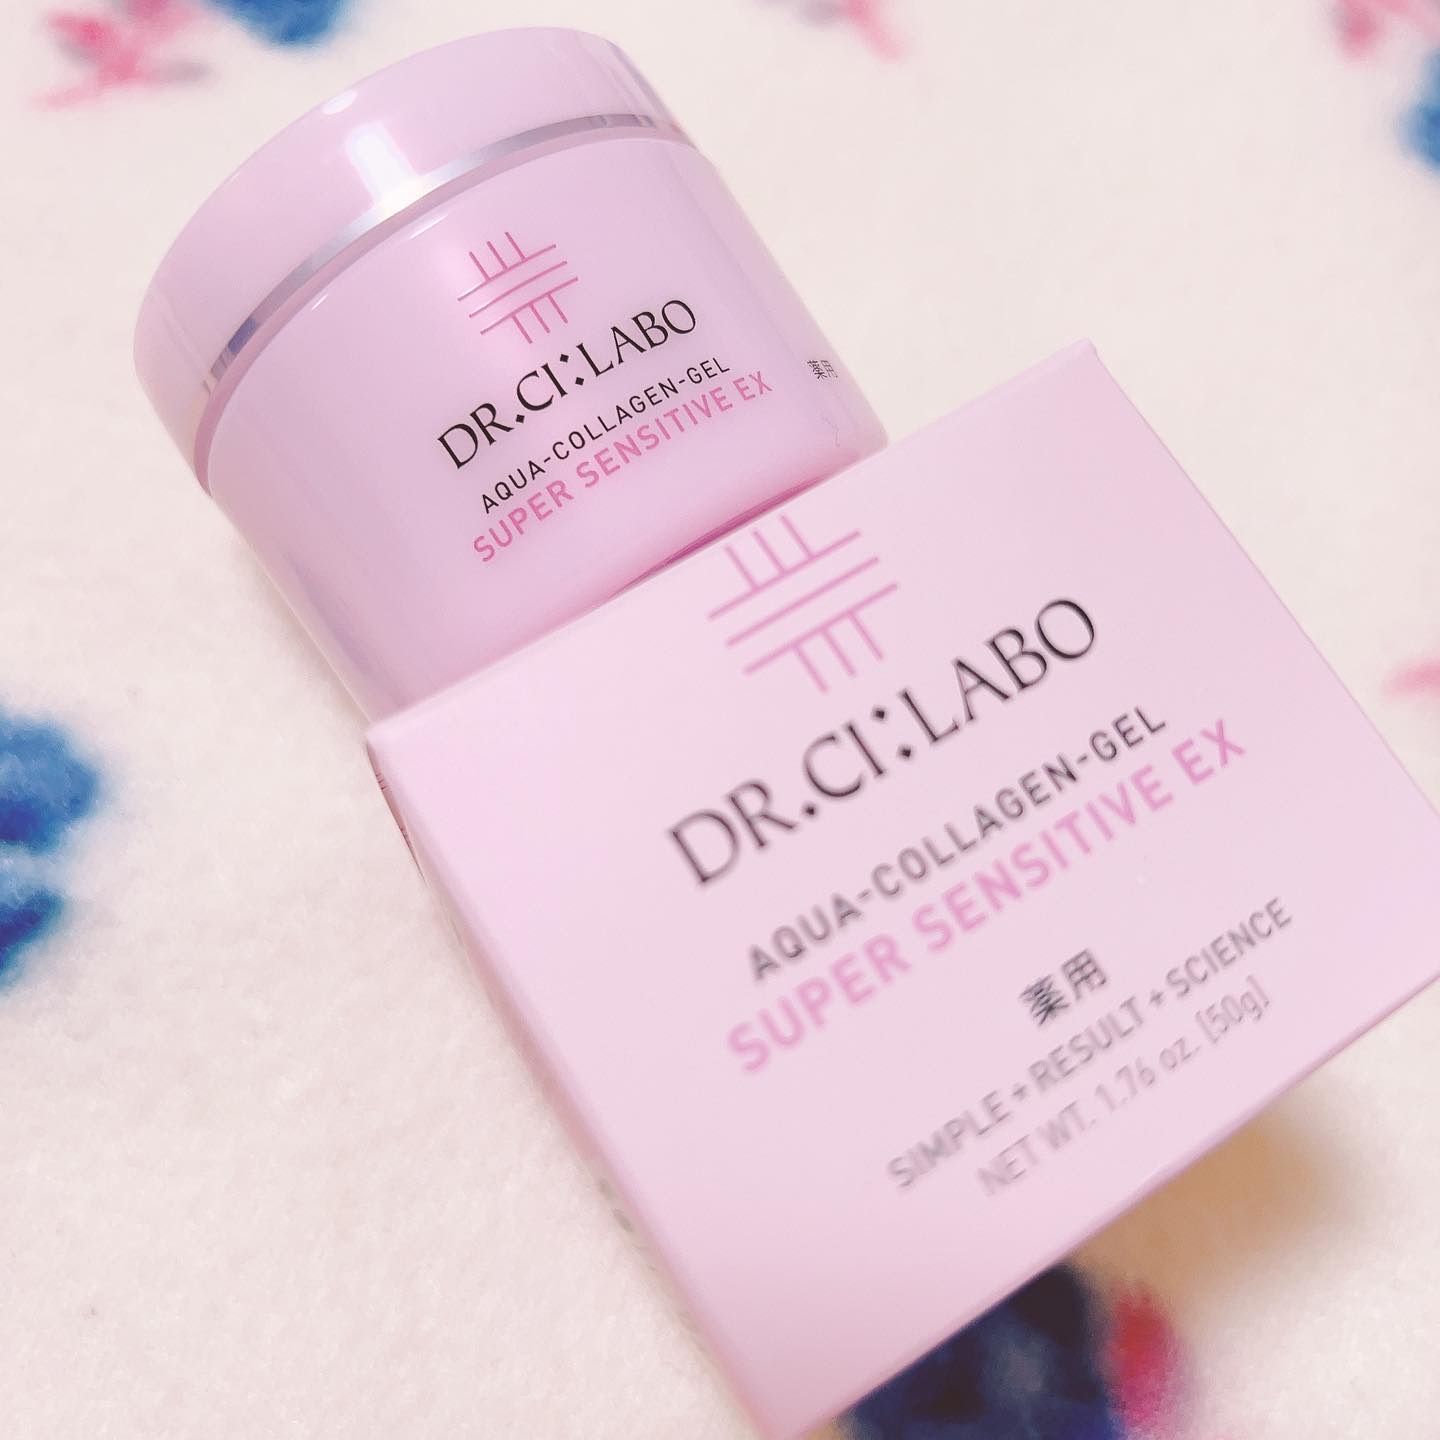 DR.CI:LABO
AQUA-COLLAGEN-GEL
SUPER SENSITIVE EX
薬用
DR.CI:LABO
AQUA-COLLAGEN-GEL
SUPER SENSITIVE EX
薬用
SIMPLE + RESULT + SCIENCE
NET WT. 1.76 oz. [50g]